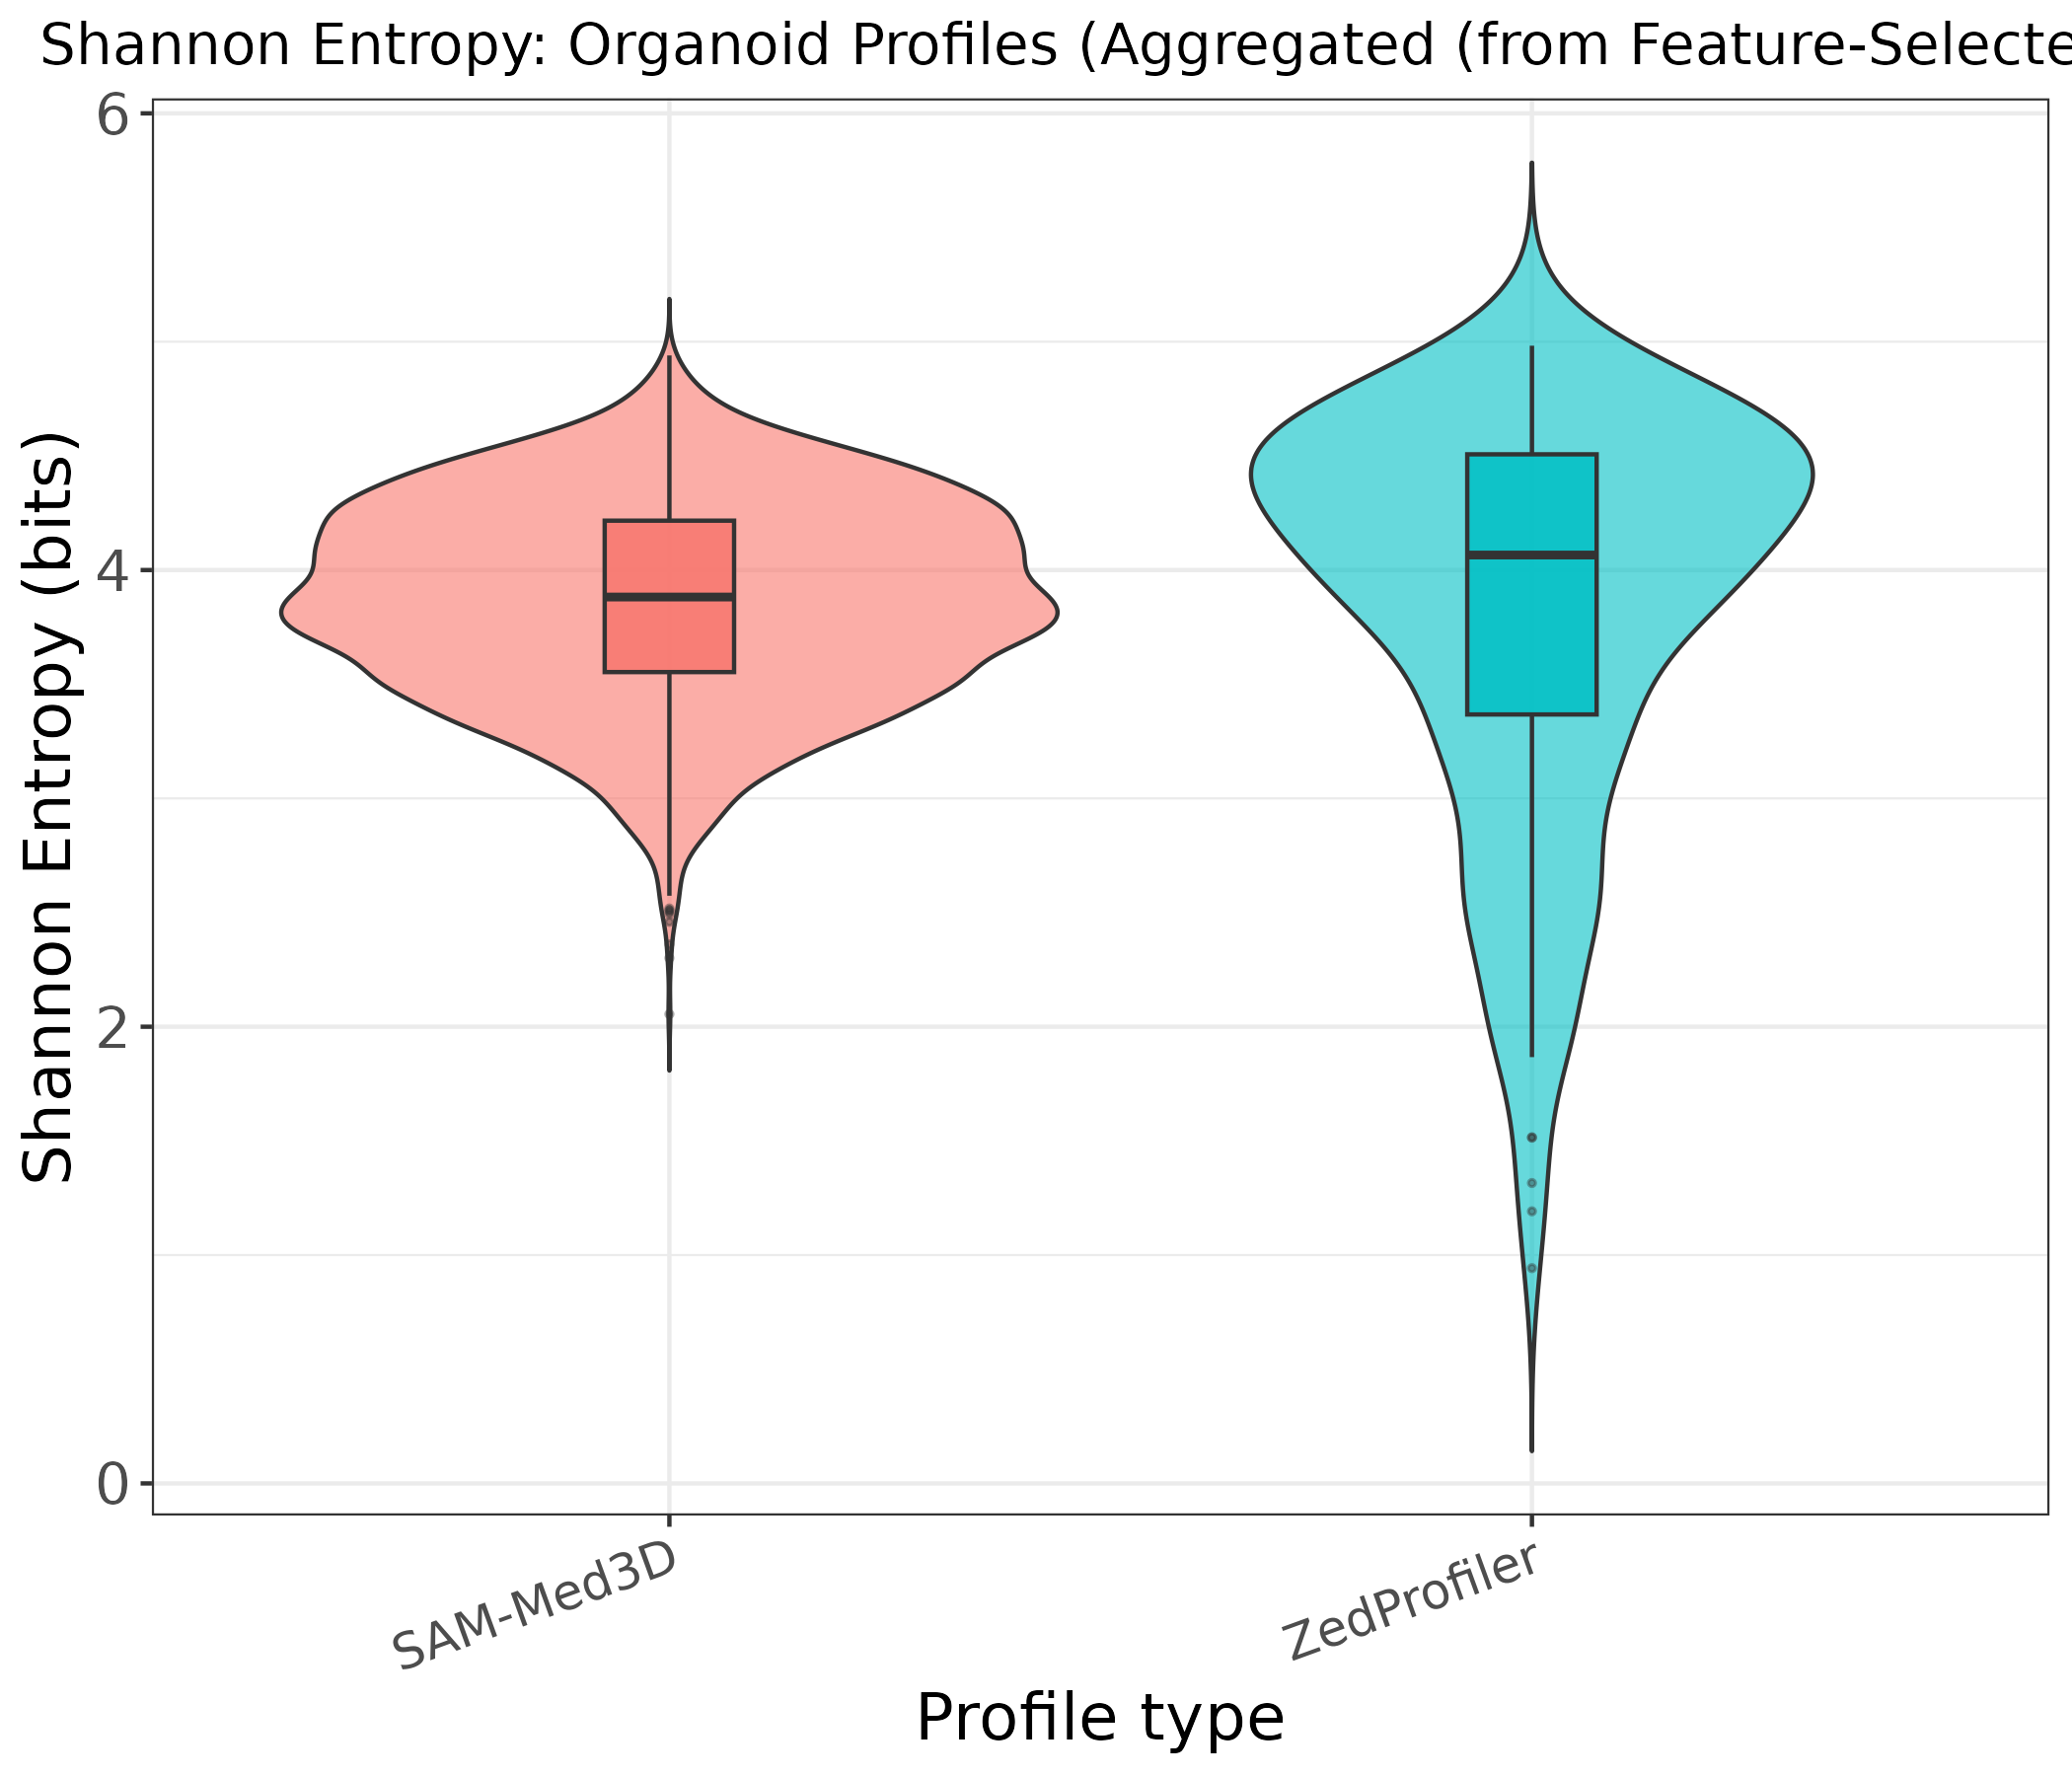 Shannon Entropy: Organoid Profiles (Aggregated (from Feature-Selecte
6
4
2
0
Shannon Entropy (bits)
SAM-Med3D
ZedProfiler
Profile type